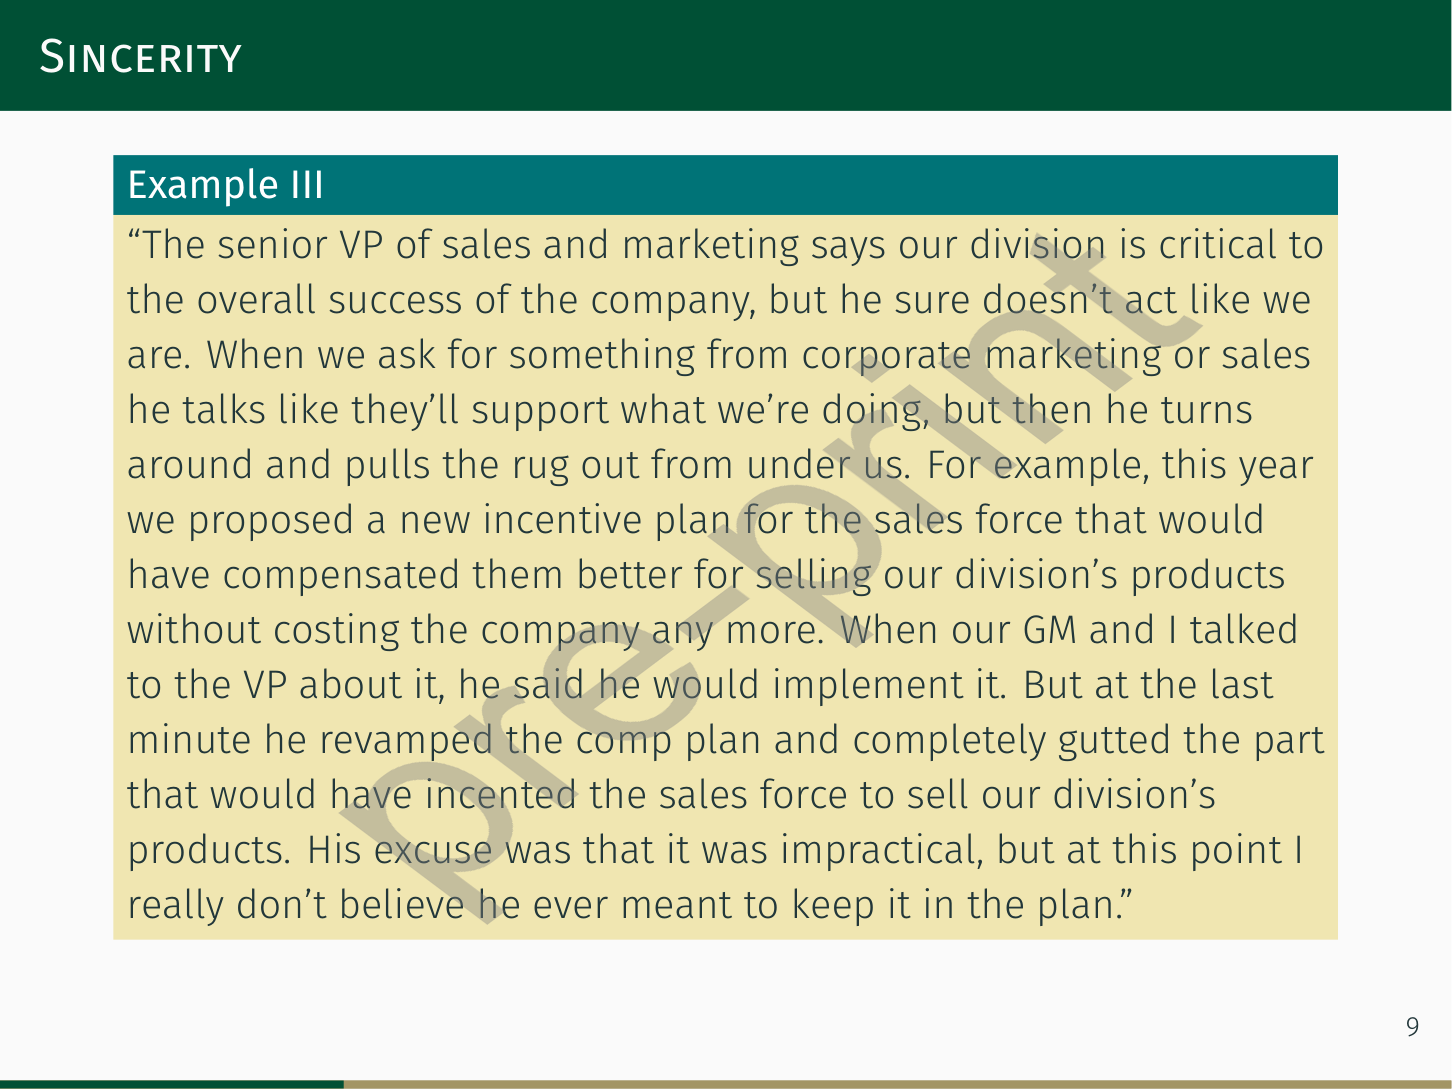 Sincerity
Example III
“The senior VP of sales and marketing says our division is critical to
the overall success of the company, but he sure doesn’t act like we
are. When we ask for something from corporate marketing or sales
he talks like they’ll support what we’re doing, but then he turns
around and pulls the rug out from under us. For example, this year
we proposed a new incentive plan for the sales force that would
have compensated them better for selling our division’s products
without costing the company any more. When our GM and I talked
to the VP about it, he said he would implement it. But at the last
minute he revamped the comp plan and completely gutted the part
that would have incented the sales force to sell our division’s
products. His excuse was that it was impractical, but at this point I
really don’t believe he ever meant to keep it in the plan.”
pre-print
9